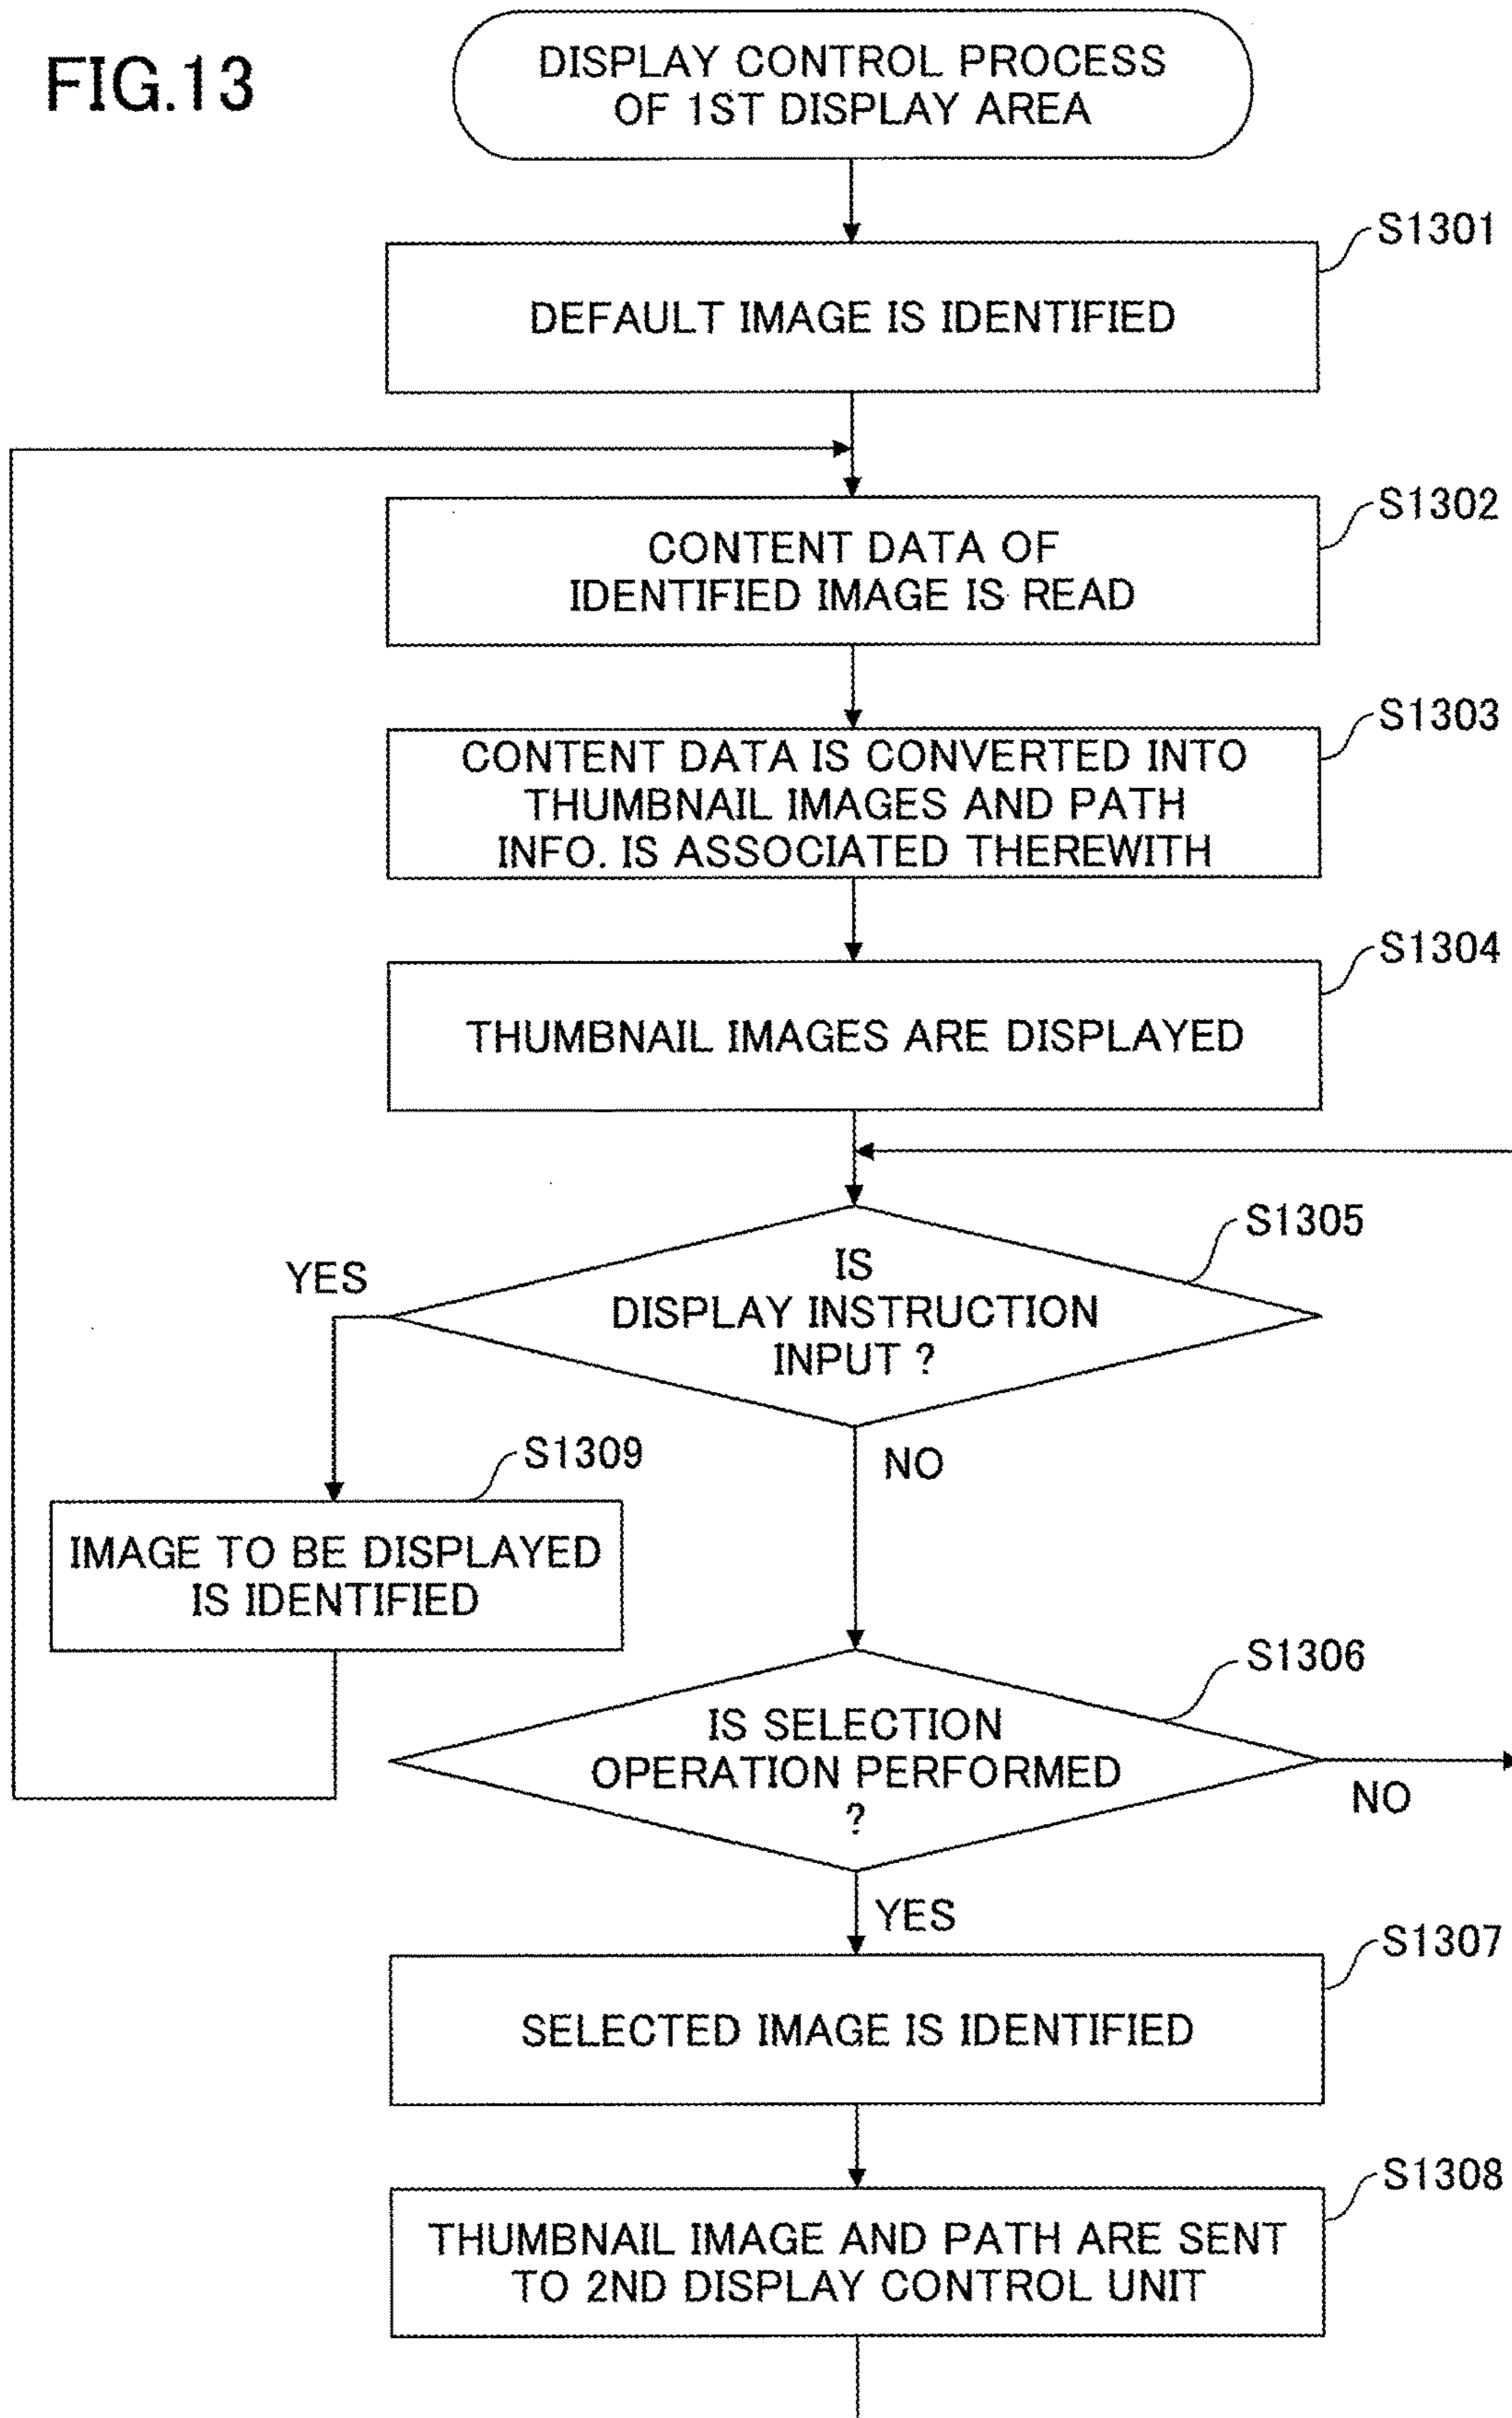 FIG.13
DISPLAY CONTROL PROCESS
OF 1ST DISPLAY AREA
S1301
DEFAULT IMAGE IS IDENTIFIED
S1302
CONTENT DATA OF
IDENTIFIED IMAGE IS READ
S1303
CONTENT DATA IS CONVERTED INTO
THUMBNAIL IMAGES AND PATH
INFO. IS ASSOCIATED THEREWITH
S1304
THUMBNAIL IMAGES ARE DISPLAYED
S1305
YES
IS
DISPLAY INSTRUCTION
INPUT ?
NO
S1309
IMAGE TO BE DISPLAYED
IS IDENTIFIED
S1306
IS SELECTION
OPERATION PERFORMED
?
NO
YES
S1307
SELECTED IMAGE IS IDENTIFIED
S1308
THUMBNAIL IMAGE AND PATH ARE SENT
TO 2ND DISPLAY CONTROL UNIT